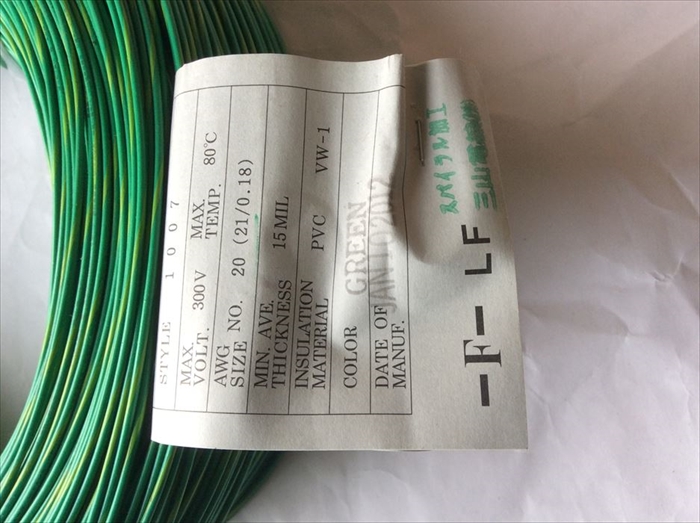 STYLE 1007
MAX. VOLT. 300V MAX. TEMP. 80°C
AWG SIZE NO. 20 (21/0.18)
MIN. AVE. THICKNESS 15MIL
INSULATION MATERIAL PVC VW-1
COLOR GREEN
DATE OF MANUF. JAN 10 2012
-F- LF
スパイラル加工